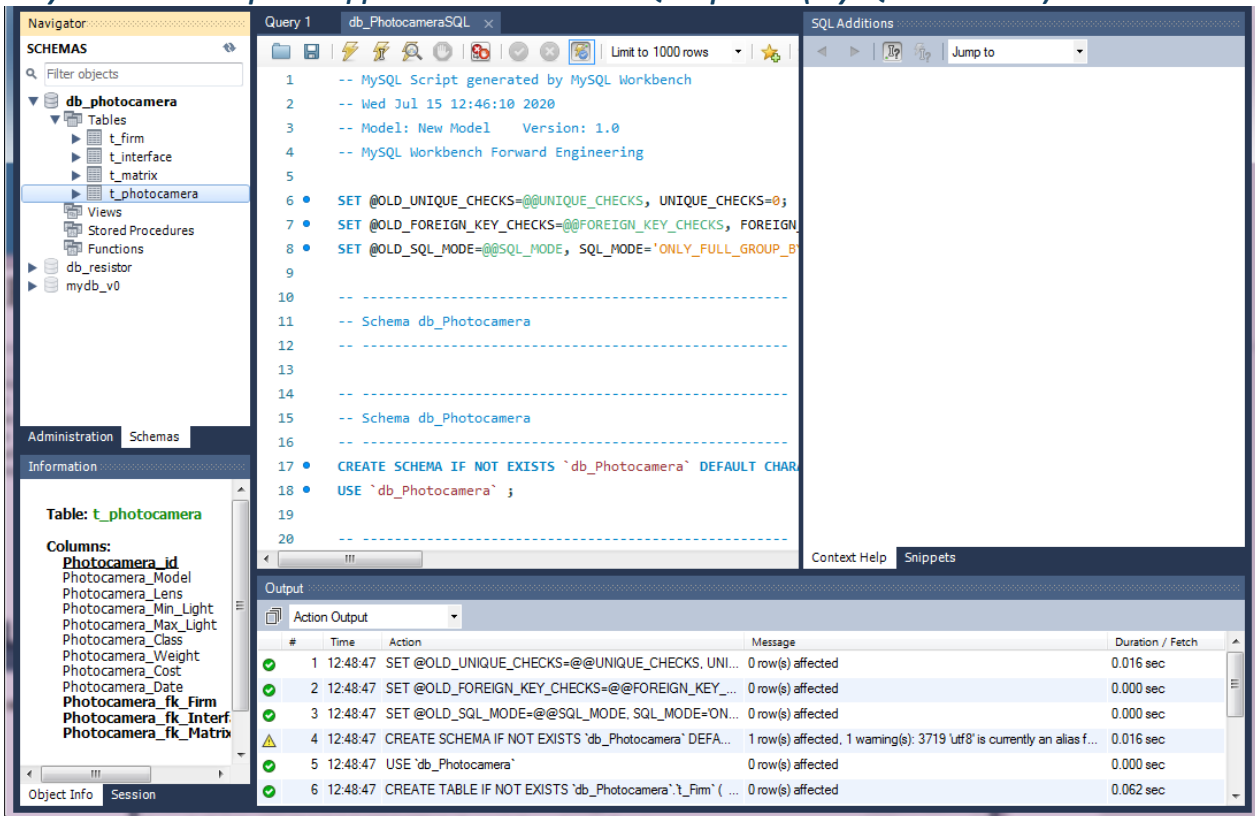 Navigator
SCHEMAS
Filter objects
db_photocamera
Tables
t_firm
t_interface
t_matrix
t_photocamera
Views
Stored Procedures
Functions
db_resistor
mydb_v0
Administration Schemas
Information
Table: t_photocamera
Columns:
Photocamera_id
Photocamera_Model
Photocamera_Lens
Photocamera_Min_Light
Photocamera_Max_Light
Photocamera_Class
Photocamera_Weight
Photocamera_Cost
Photocamera_Date
Photocamera_fk_Firm
Photocamera_fk_Interf
Photocamera_fk_Matrix
Object Info Session
Query 1 db_PhotocameraSQL
Limit to 1000 rows
1 -- MySQL Script generated by MySQL Workbench
2 -- Wed Jul 15 12:46:10 2020
3 -- Model: New Model    Version: 1.0
4 -- MySQL Workbench Forward Engineering
5
6 SET @OLD_UNIQUE_CHECKS=@@UNIQUE_CHECKS, UNIQUE_CHECKS=0;
7 SET @OLD_FOREIGN_KEY_CHECKS=@@FOREIGN_KEY_CHECKS, FOREIGN_
8 SET @OLD_SQL_MODE=@@SQL_MODE, SQL_MODE='ONLY_FULL_GROUP_B
9
10 -- -----------------------------------------------------
11 -- Schema db_Photocamera
12 -- -----------------------------------------------------
13
14 -- -----------------------------------------------------
15 -- Schema db_Photocamera
16 -- -----------------------------------------------------
17 CREATE SCHEMA IF NOT EXISTS `db_Photocamera` DEFAULT CHAR
18 USE `db_Photocamera` ;
19
20 -- -----------------------------------------------------
SQL Additions
Jump to
Context Help Snippets
Output
Action Output
# Time Action Message Duration / Fetch
1 12:48:47 SET @OLD_UNIQUE_CHECKS=@@UNIQUE_CHECKS, UNI... 0 row(s) affected 0.016 sec
2 12:48:47 SET @OLD_FOREIGN_KEY_CHECKS=@@FOREIGN_KEY_... 0 row(s) affected 0.000 sec
3 12:48:47 SET @OLD_SQL_MODE=@@SQL_MODE, SQL_MODE='ON... 0 row(s) affected 0.000 sec
4 12:48:47 CREATE SCHEMA IF NOT EXISTS `db_Photocamera` DEFA... 1 row(s) affected, 1 warning(s): 3719 'utf8' is currently an alias f... 0.016 sec
5 12:48:47 USE `db_Photocamera` 0 row(s) affected 0.000 sec
6 12:48:47 CREATE TABLE IF NOT EXISTS `db_Photocamera`.`t_Firm` ( ... 0 row(s) affected 0.062 sec